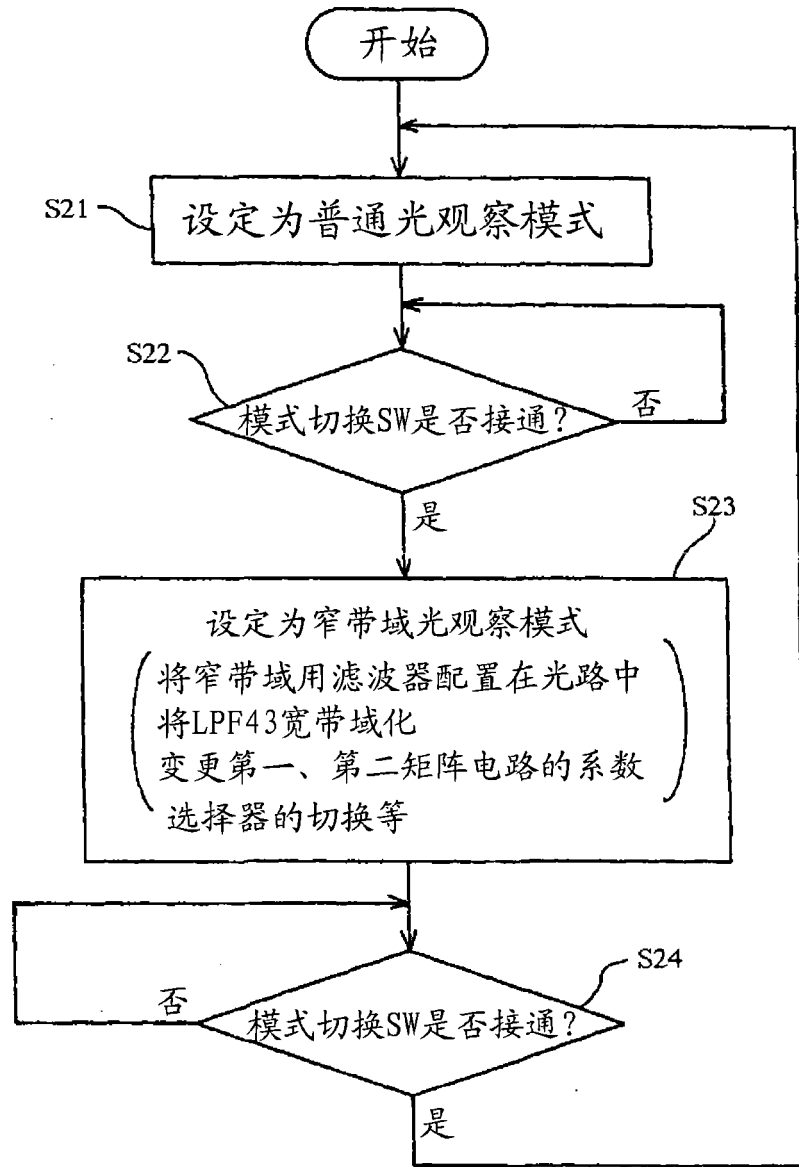 开始
S21
设定为普通光观察模式
S22
模式切换SW是否接通？
否
是
S23
设定为窄带域光观察模式
将窄带域用滤波器配置在光路中
将LPF43宽带域化
变更第一、第二矩阵电路的系数
选择器的切换等
S24
否
模式切换SW是否接通？
是